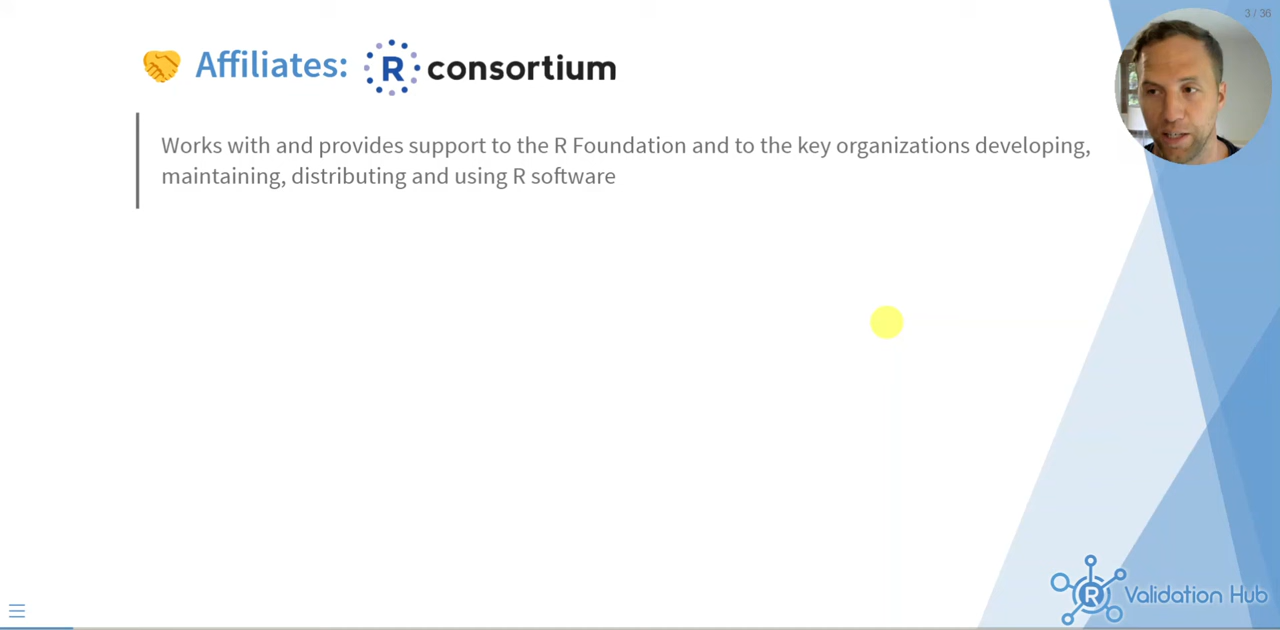 3 / 36
Affiliates: R consortium
Works with and provides support to the R Foundation and to the key organizations developing,
maintaining, distributing and using R software
R Validation Hub